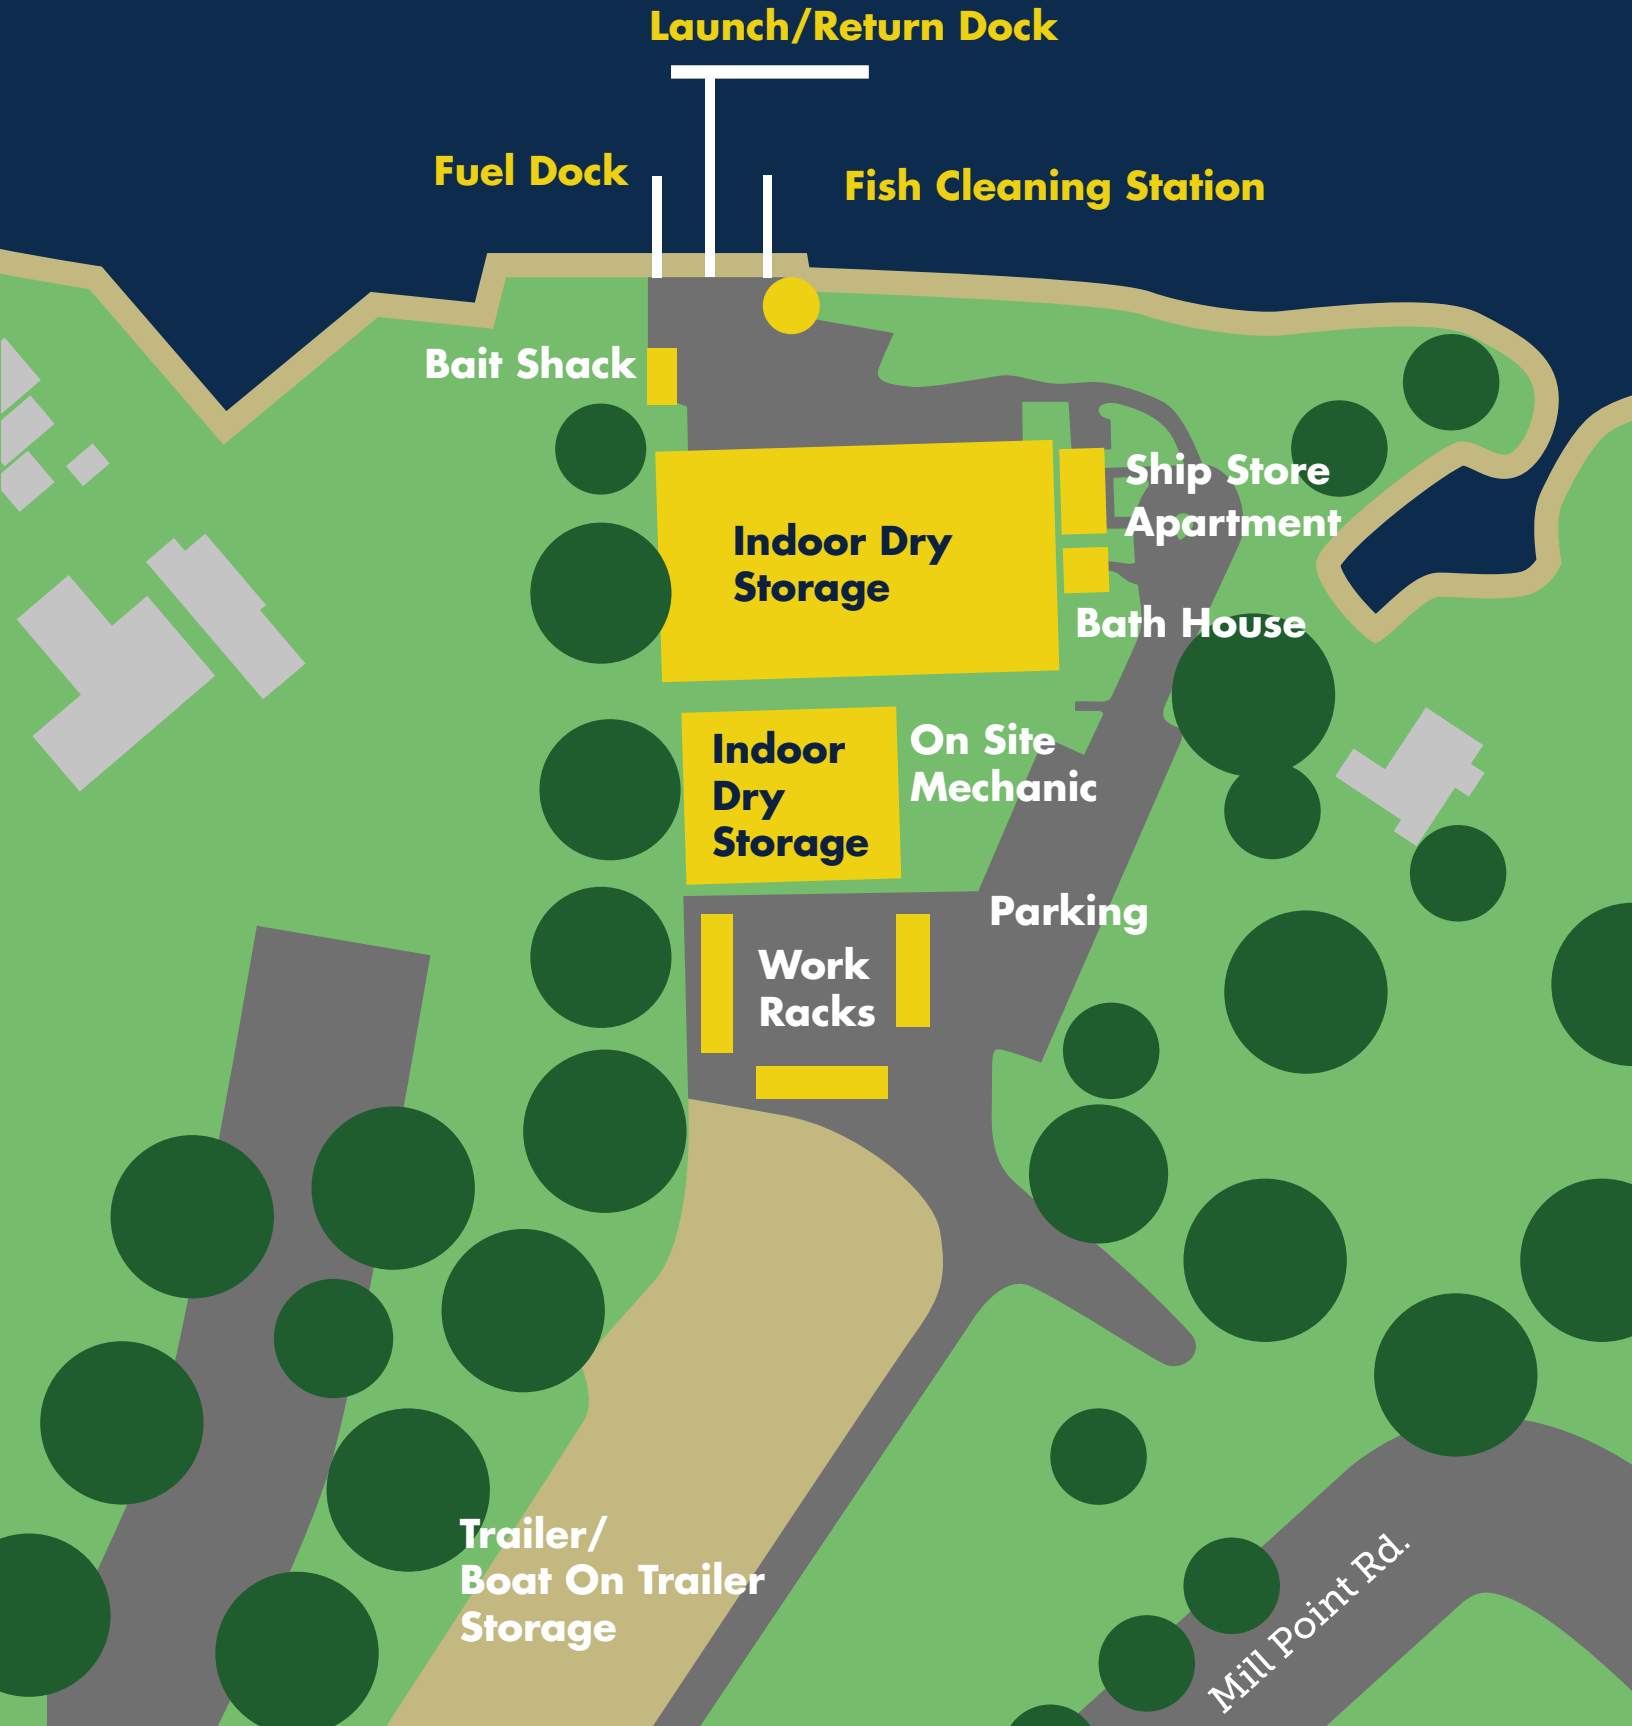 Launch/Return Dock
Fuel Dock
Fish Cleaning Station
Bait Shack
Ship Store
Apartment
Indoor Dry
Storage
Bath House
Indoor
Dry
Storage
On Site
Mechanic
Parking
Work
Racks
Trailer/
Boat On Trailer
Storage
Mill Point Rd.